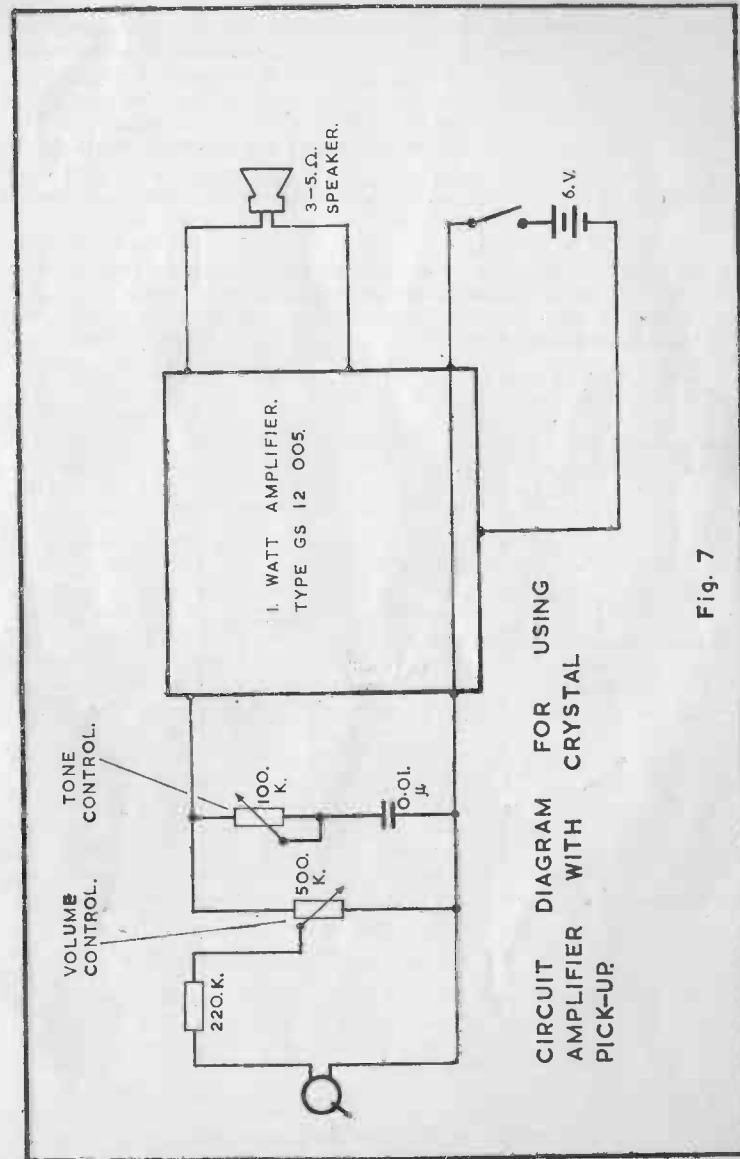 VOLUME
CONTROL.
TONE
CONTROL.
220.K.
500.
K.
100.
K.
0.01.
μ
1. WATT AMPLIFIER.
TYPE GS 12 005.
3-5.Ω.
SPEAKER.
6.V.
CIRCUIT DIAGRAM FOR USING
AMPLIFIER WITH CRYSTAL
PICK-UP.
Fig. 7